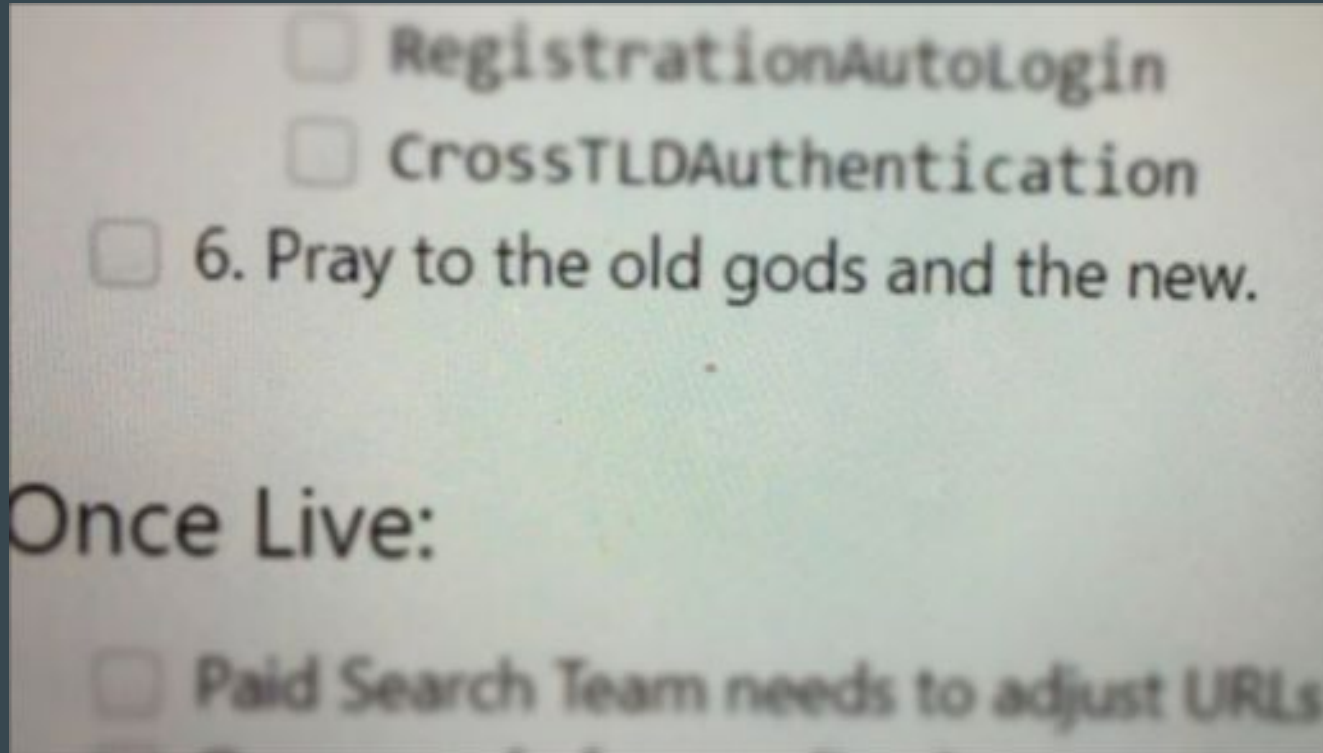 RegistrationAutoLogin
CrossTLDAuthentication
6. Pray to the old gods and the new.
Once Live:
Paid Search Team needs to adjust URLs